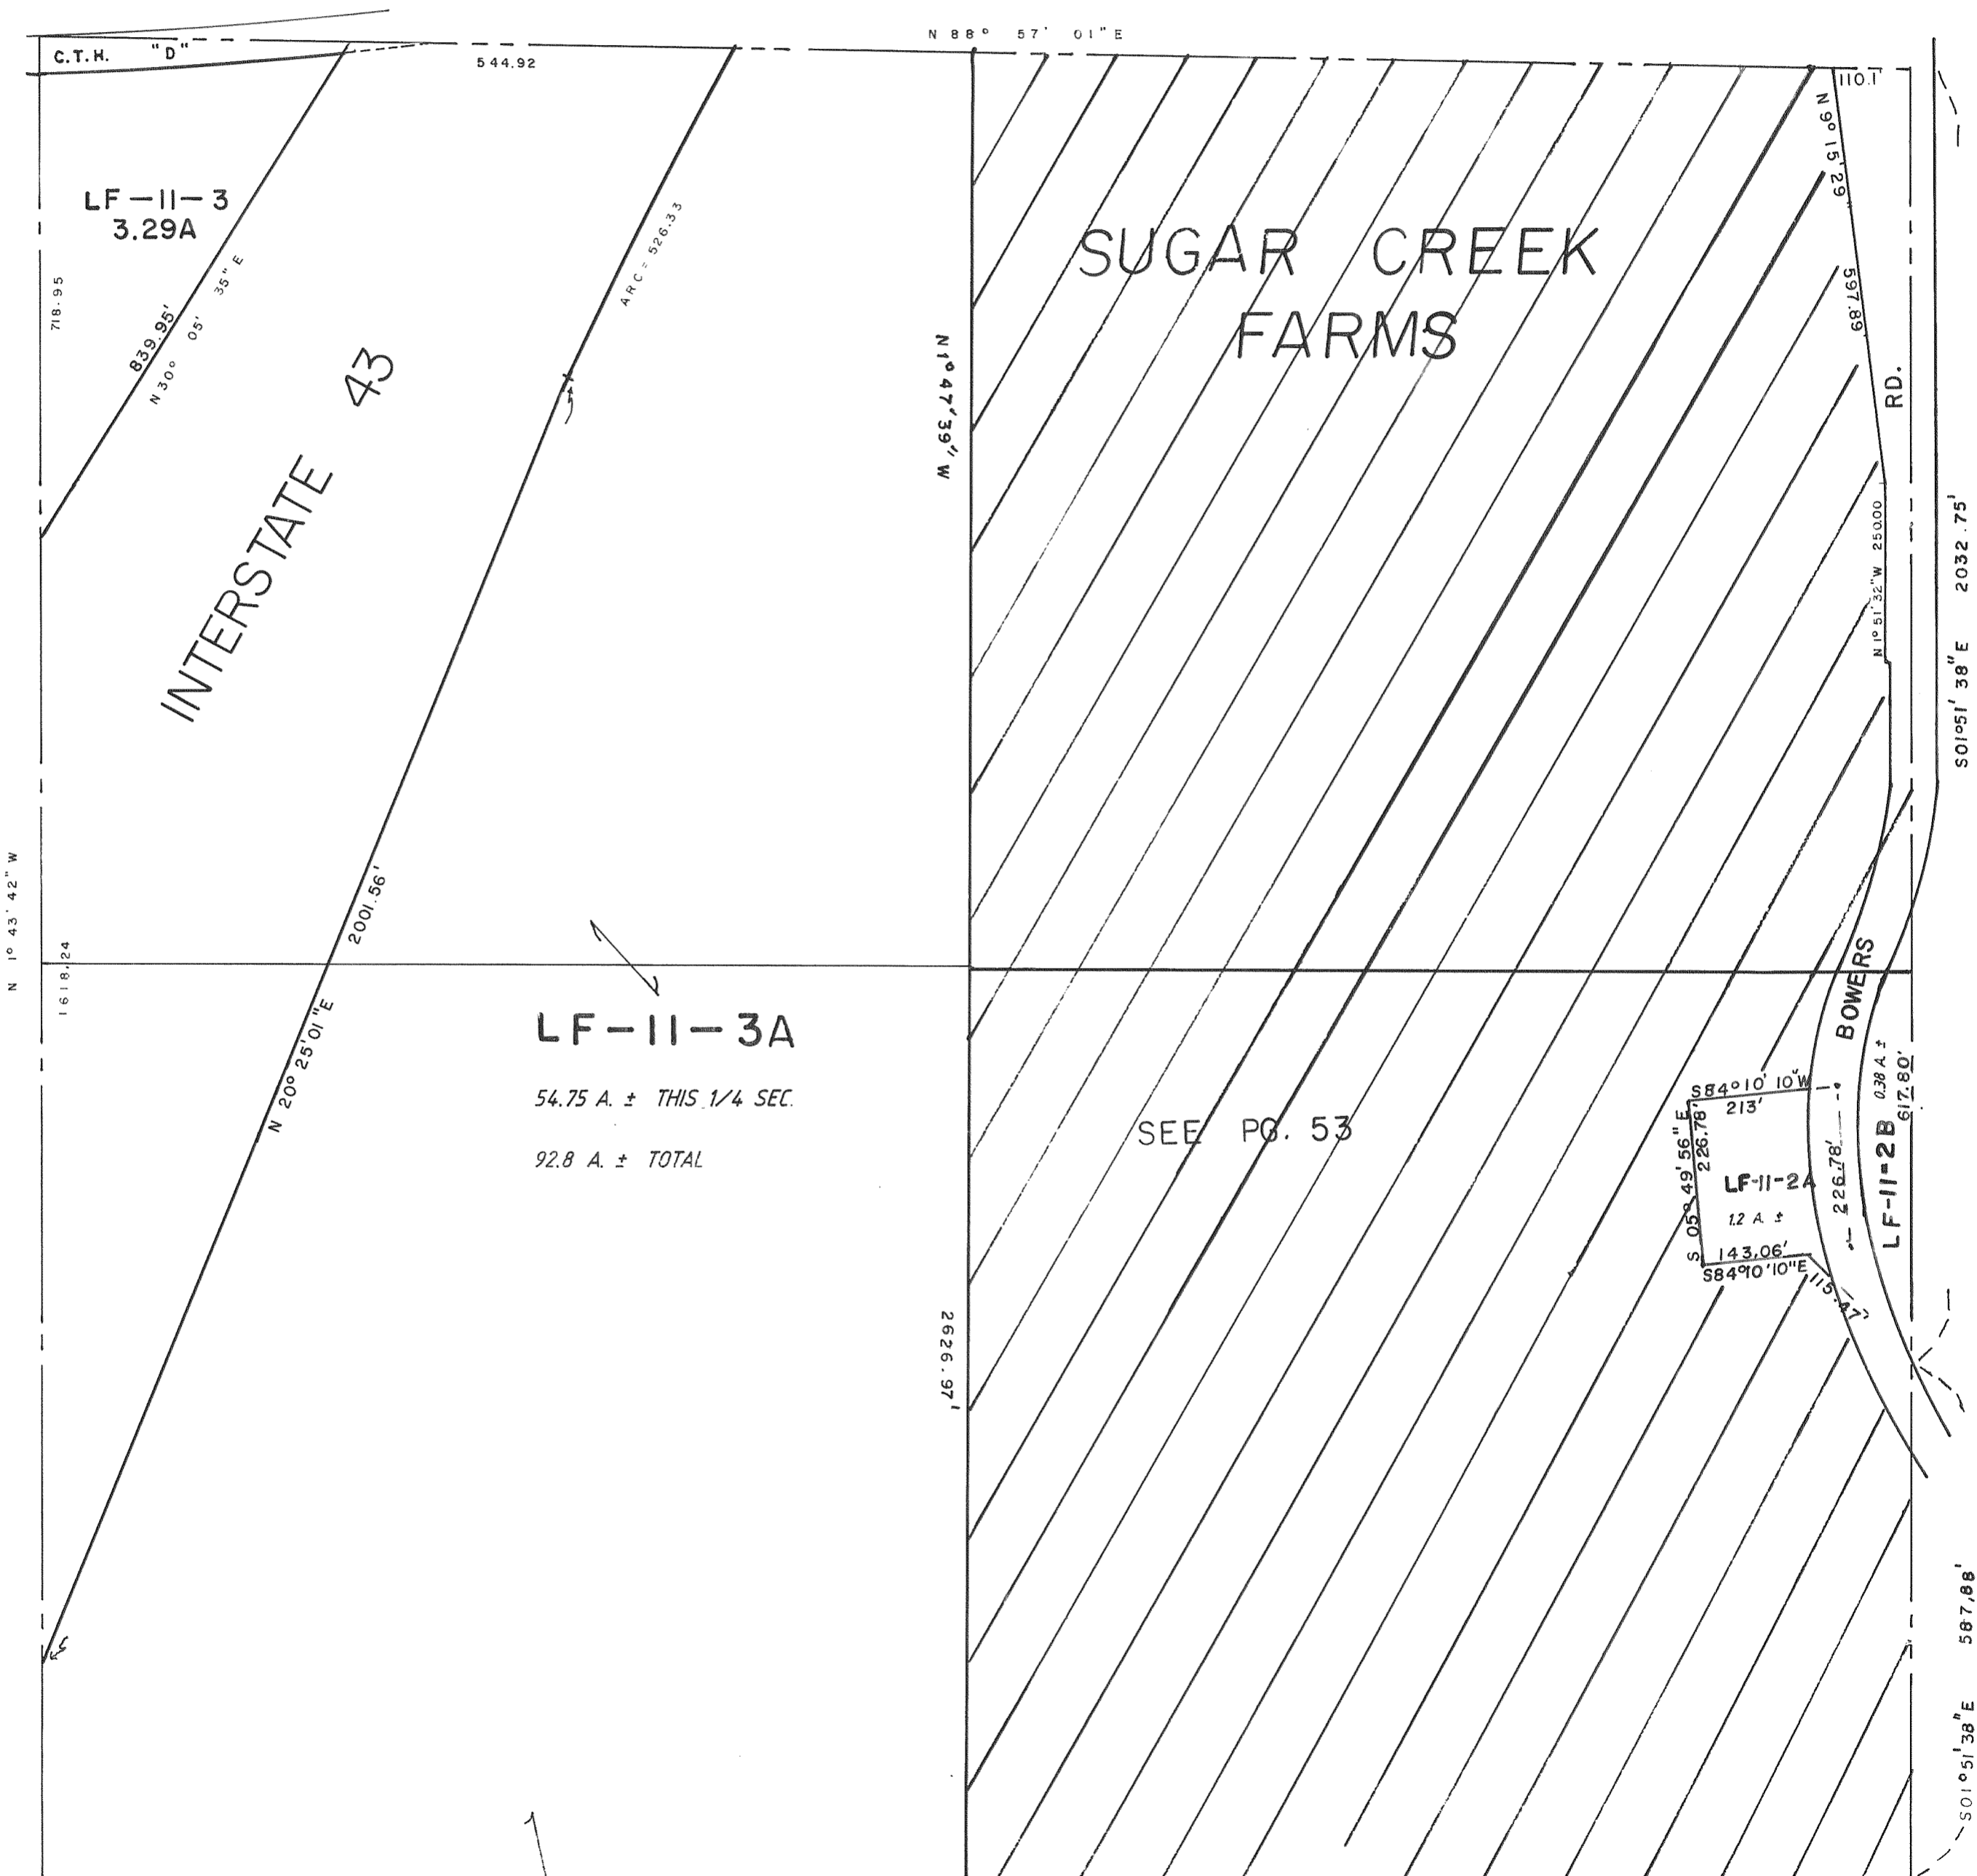 N 88° 57' 01" E
C.T.H. "D"
544.92
110.1'
N 9° 15' 29"
597.89
LF-11-3
3.29A
718.95
839.95'
N 30° 05' 35" E
ARC = 526.33
INTERSTATE 43
SUGAR CREEK
FARMS
N 1° 47' 39" W
RD.
N 1° 51' 32" W 250.00
S01°51' 38" E 2032.75'
N 1° 43' 42" W
1618.24
2001.56'
N 20° 25' 01" E
LF-11-3A
54.75 A. ± THIS 1/4 SEC.
92.8 A. ± TOTAL
SEE PG. 53
BOWERS
S84°10' 10" W
213'
S 05° 49' 56" E
226.78'
LF-11-2A
1.2 A. ±
143.06'
S84°10'10"E
115.47'
226.78'
LF-11-2B 0.38 A. ±
617.80'
2626.97'
587.88'
S01°51'38"E